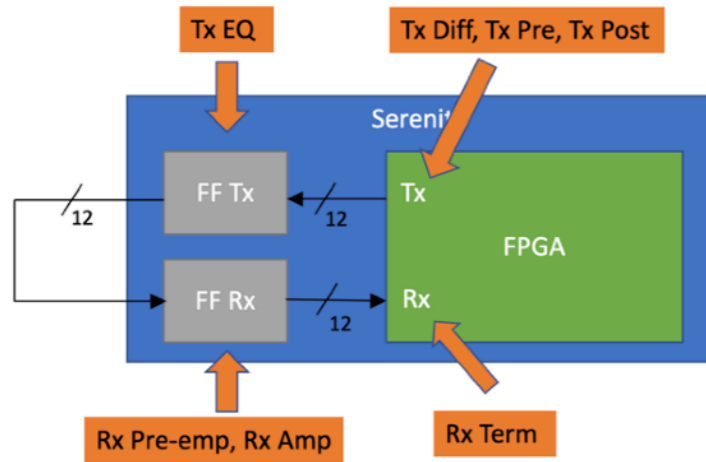 Tx EQ
Tx Diff, Tx Pre, Tx Post
Serenit
FF Tx
12
12
Tx
FPGA
FF Rx
12
Rx
Rx Pre-emp, Rx Amp
Rx Term